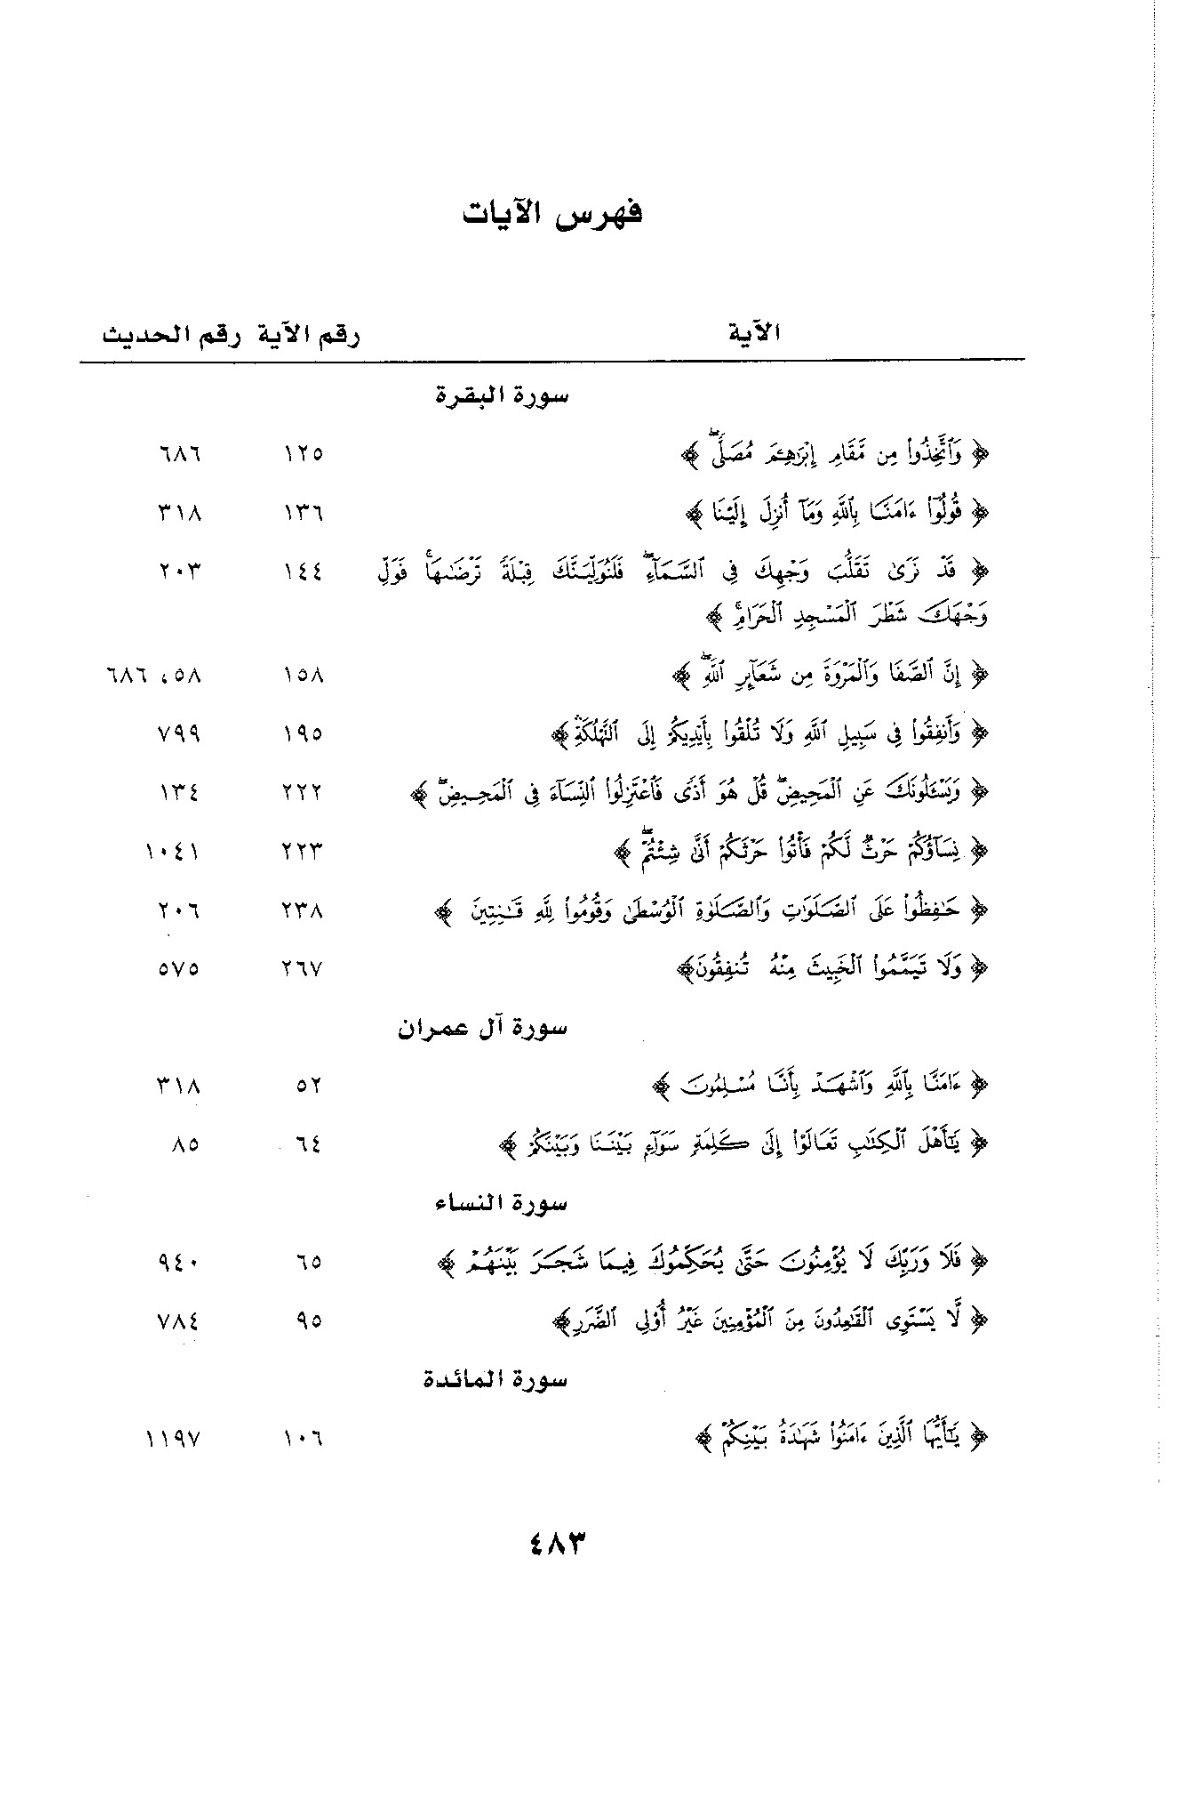 فهرس الآيات
الآية رقم الآية رقم الحديث
سورة البقرة
﴿ وَٱتَّخِذُواْ مِن مَّقَامِ إِبْرَٰهِـۧمَ مُصَلًّىۖ ﴾ ١٢٥ ٦٨٦
﴿ قُولُوٓاْ ءَامَنَّا بِٱللَّهِ وَمَآ أُنزِلَ إِلَيْنَا ﴾ ١٣٦ ٣١٨
﴿ قَدْ نَرَىٰ تَقَلُّبَ وَجْهِكَ فِى ٱلسَّمَآءِۖ فَلَنُوَلِّيَنَّكَ قِبْلَةً تَرْضَىٰهَاۚ فَوَلِّ ١٤٤ ٢٠٣
وَجْهَكَ شَطْرَ ٱلْمَسْجِدِ ٱلْحَرَامِۚ ﴾
﴿ إِنَّ ٱلصَّفَا وَٱلْمَرْوَةَ مِن شَعَآئِرِ ٱللَّهِۖ ﴾ ١٥٨ ٥٨، ٦٨٦
﴿ وَأَنفِقُواْ فِى سَبِيلِ ٱللَّهِ وَلَا تُلْقُواْ بِأَيْدِيكُمْ إِلَى ٱلتَّهْلُكَةِۛ ﴾ ١٩٥ ٧٩٩
﴿ وَيَسْـَٔلُونَكَ عَنِ ٱلْمَحِيضِۖ قُلْ هُوَ أَذًى فَٱعْتَزِلُواْ ٱلنِّسَآءَ فِى ٱلْمَحِيضِۖ ﴾ ٢٢٢ ١٣٤
﴿ نِسَآؤُكُمْ حَرْثٌ لَّكُمْ فَأْتُواْ حَرْثَكُمْ أَنَّىٰ شِئْتُمْۖ ﴾ ٢٢٣ ١٠٤١
﴿ حَٰفِظُواْ عَلَى ٱلصَّلَوَٰتِ وَٱلصَّلَوٰةِ ٱلْوُسْطَىٰ وَقُومُواْ لِلَّهِ قَٰنِتِينَ ﴾ ٢٣٨ ٢٠٦
﴿ وَلَا تَيَمَّمُواْ ٱلْخَبِيثَ مِنْهُ تُنفِقُونَ ﴾ ٢٦٧ ٥٧٥
سورة آل عمران
﴿ ءَامَنَّا بِٱللَّهِ وَٱشْهَدْ بِأَنَّا مُسْلِمُونَ ﴾ ٥٢ ٣١٨
﴿ يَٰٓأَهْلَ ٱلْكِتَٰبِ تَعَالَوْاْ إِلَىٰ كَلِمَةٍ سَوَآءٍ بَيْنَنَا وَبَيْنَكُمْ ﴾ ٦٤ ٨٥
سورة النساء
﴿ فَلَا وَرَبِّكَ لَا يُؤْمِنُونَ حَتَّىٰ يُحَكِّمُوكَ فِيمَا شَجَرَ بَيْنَهُمْ ﴾ ٦٥ ٩٤٠
﴿ لَّا يَسْتَوِى ٱلْقَٰعِدُونَ مِنَ ٱلْمُؤْمِنِينَ غَيْرُ أُوْلِى ٱلضَّرَرِ ﴾ ٩٥ ٧٨٤
سورة المائدة
﴿ يَٰٓأَيُّهَا ٱلَّذِينَ ءَامَنُواْ شَهَٰدَةُ بَيْنِكُمْ ﴾ ١٠٦ ١١٩٧
٤٨٣